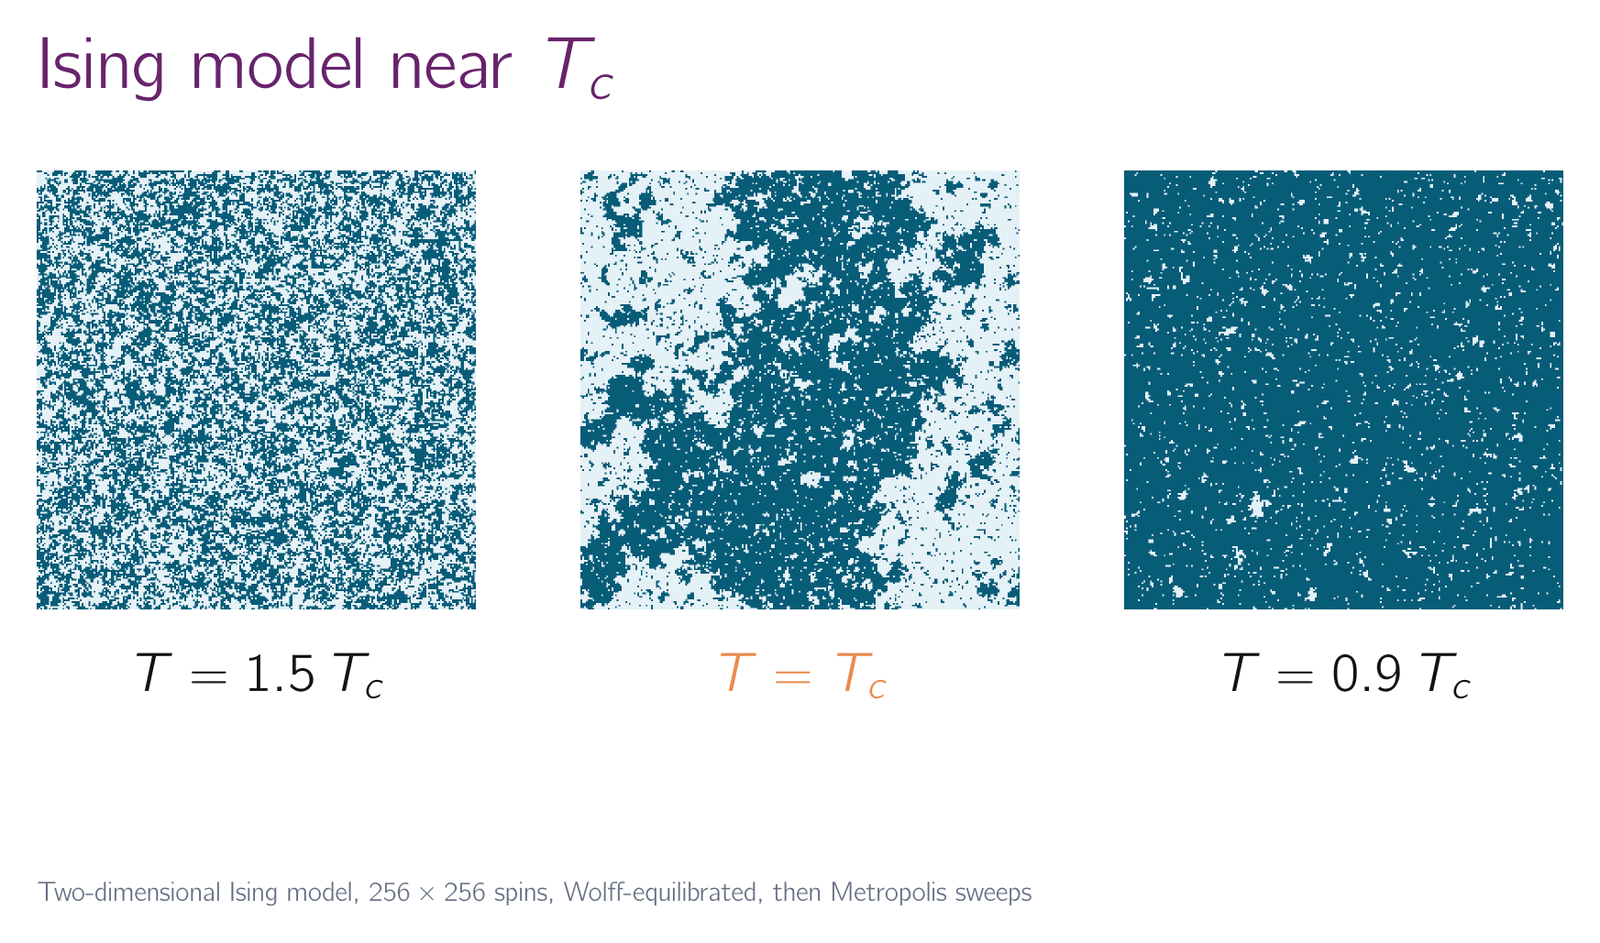 Ising model near T_c
T = 1.5 T_c
T = T_c
T = 0.9 T_c
Two-dimensional Ising model, 256 × 256 spins, Wolff-equilibrated, then Metropolis sweeps